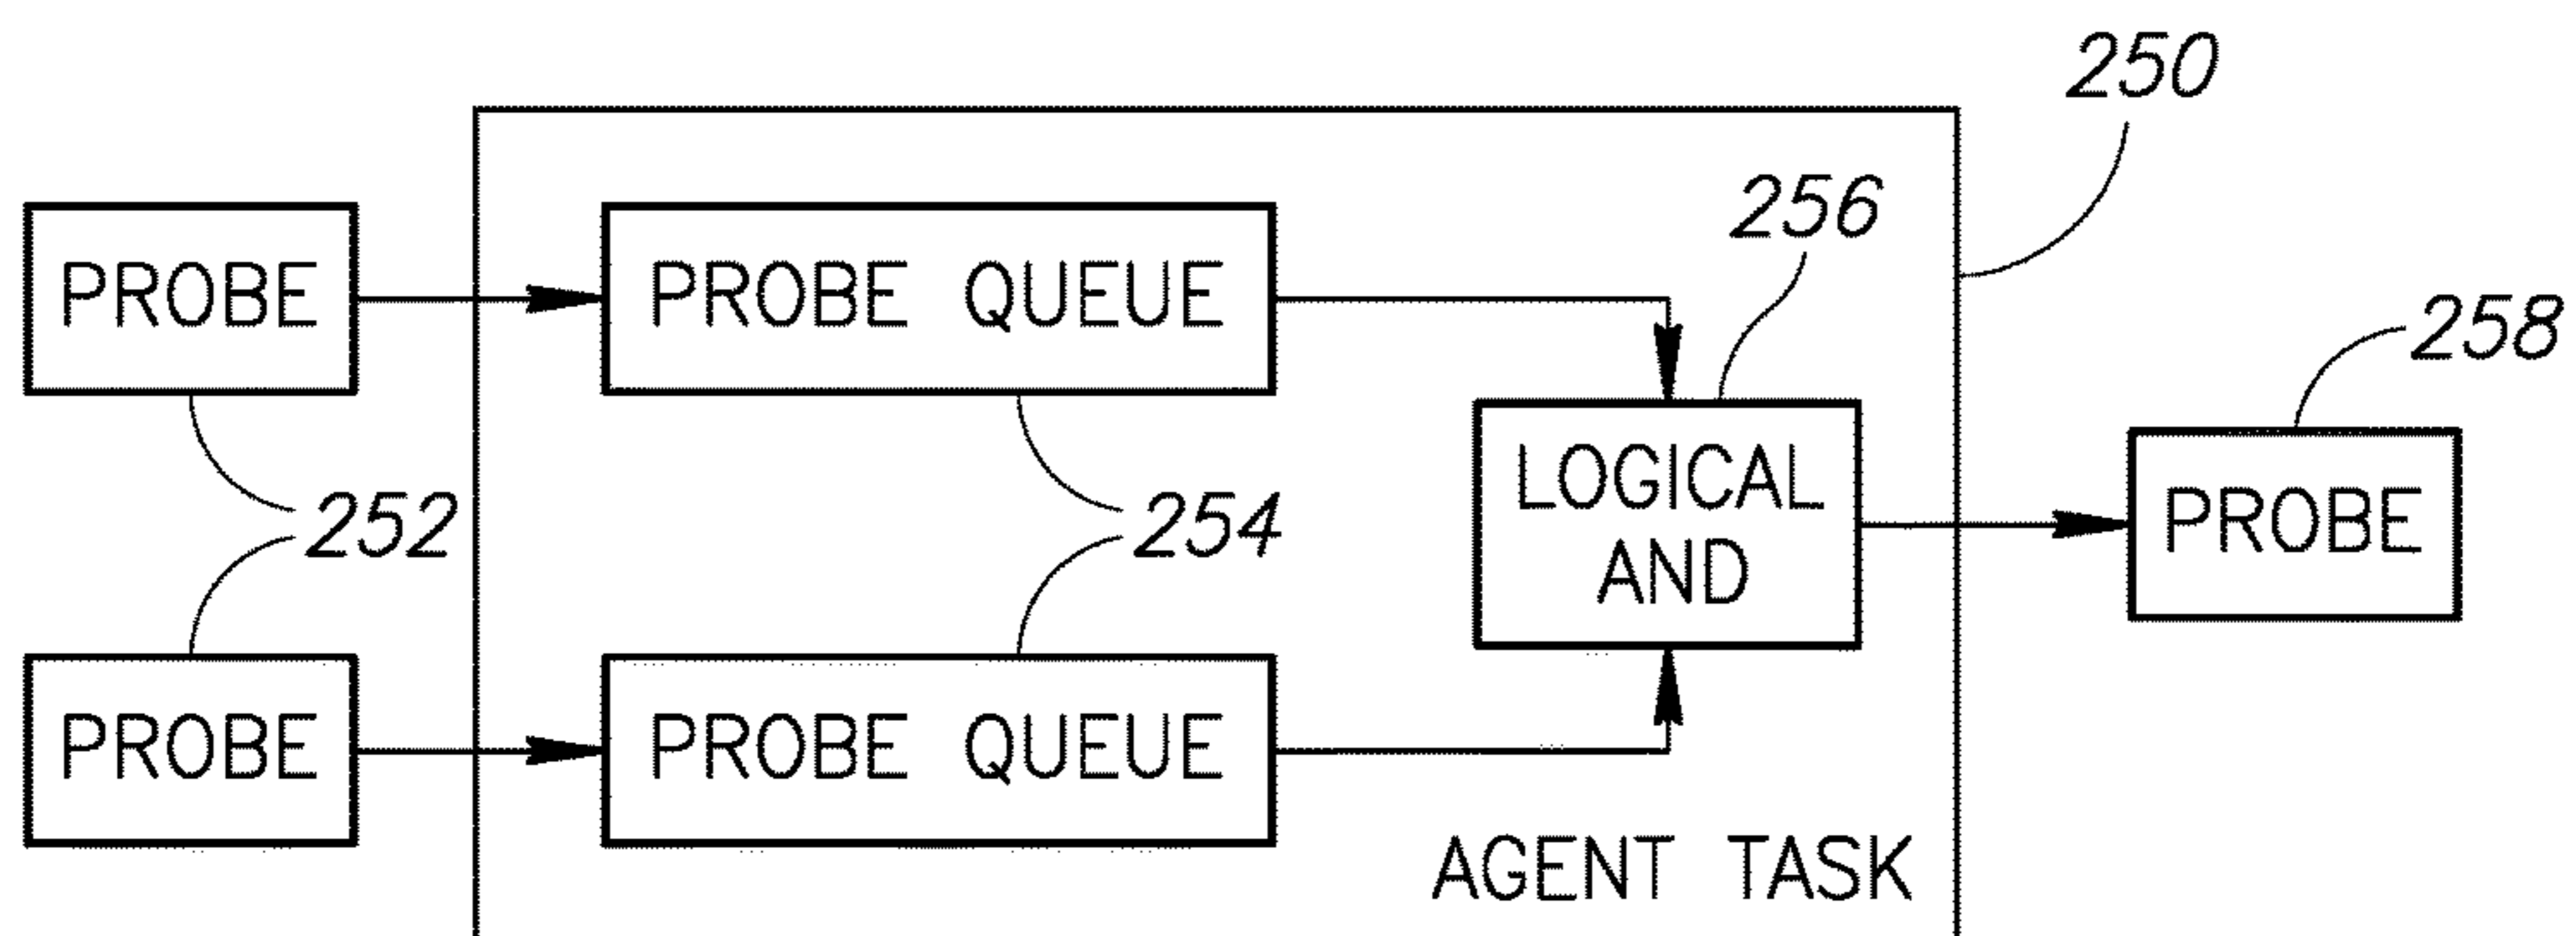 250
256
PROBE
PROBE QUEUE
258
LOGICAL
AND
PROBE
252
254
PROBE
PROBE QUEUE
AGENT TASK